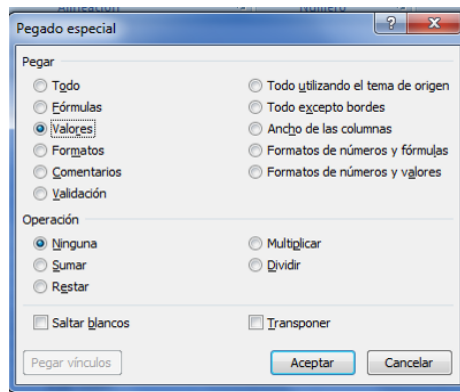 Alineación
Número
Pegado especial
Pegar
Todo
Fórmulas
Valores
Formatos
Comentarios
Validación
Todo utilizando el tema de origen
Todo excepto bordes
Ancho de las columnas
Formatos de números y fórmulas
Formatos de números y valores
Operación
Ninguna
Sumar
Restar
Multiplicar
Dividir
Saltar blancos
Transponer
Pegar vínculos
Aceptar
Cancelar